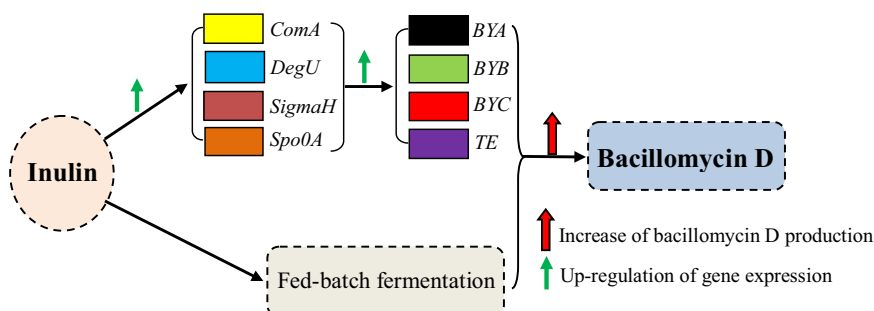 ComA
DegU
SigmaH
Spo0A
BYA
BYB
BYC
TE
Inulin
Bacillomycin D
Fed-batch fermentation
Increase of bacillomycin D production
Up-regulation of gene expression